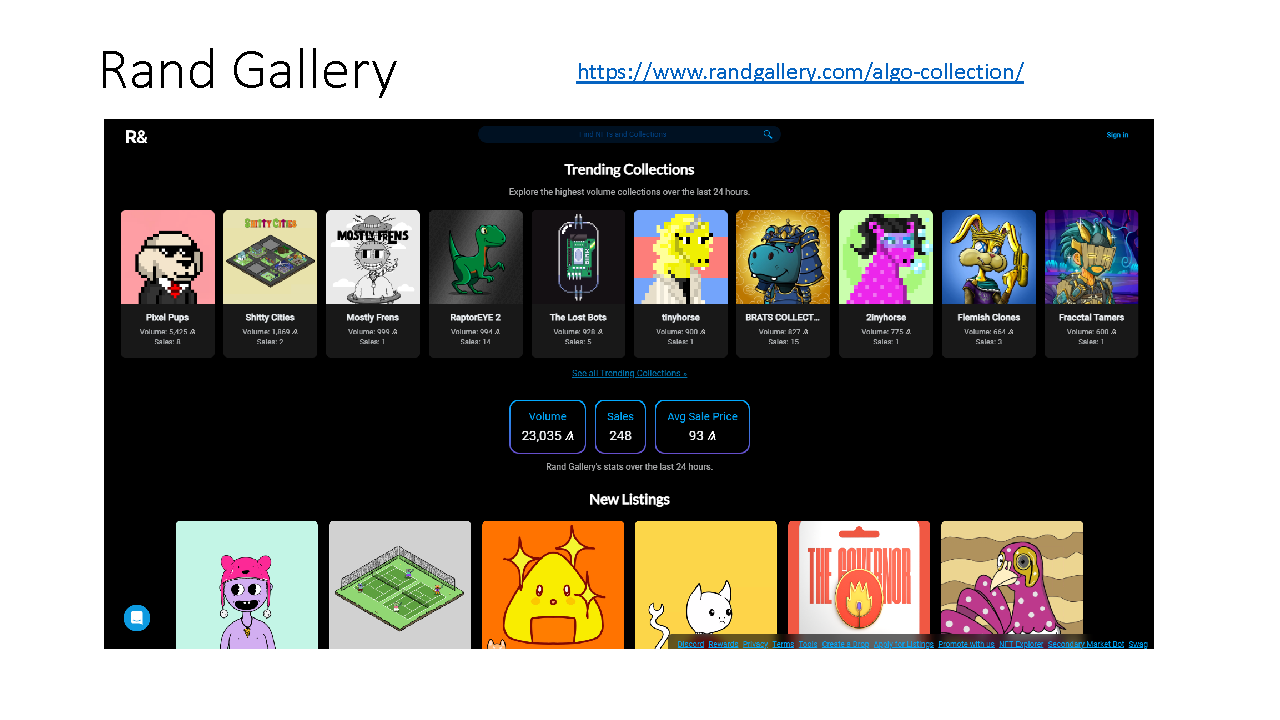 Rand Gallery
https://www.randgallery.com/algo-collection/
R&
Find NFTs and Collections
Sign in
Trending Collections
Explore the highest volume collections over the last 24 hours.
SHITTY CITIES
MOSTLY FRENS
Pixel Pups
Volume: 5,425
Sales: 8
Shitty Cities
Volume: 1,869
Sales: 2
Mostly Frens
Volume: 999
Sales: 1
RaptorEYE 2
Volume: 994
Sales: 14
The Lost Bots
Volume: 928
Sales: 5
tinyhorse
Volume: 900
Sales: 1
BRATS COLLECT...
Volume: 827
Sales: 15
2inyhorse
Volume: 775
Sales: 1
Flemish Clones
Volume: 664
Sales: 3
Fracctal Tamers
Volume: 600
Sales: 1
See all Trending Collections »
Volume
23,035
Sales
248
Avg Sale Price
93
Rand Gallery's stats over the last 24 hours.
New Listings
THE GOVERNOR
Discord Rewards Privacy Terms Tools Create a Drop Apply for Listings Promote with us NFT Explorer Secondary Market Bot Swag